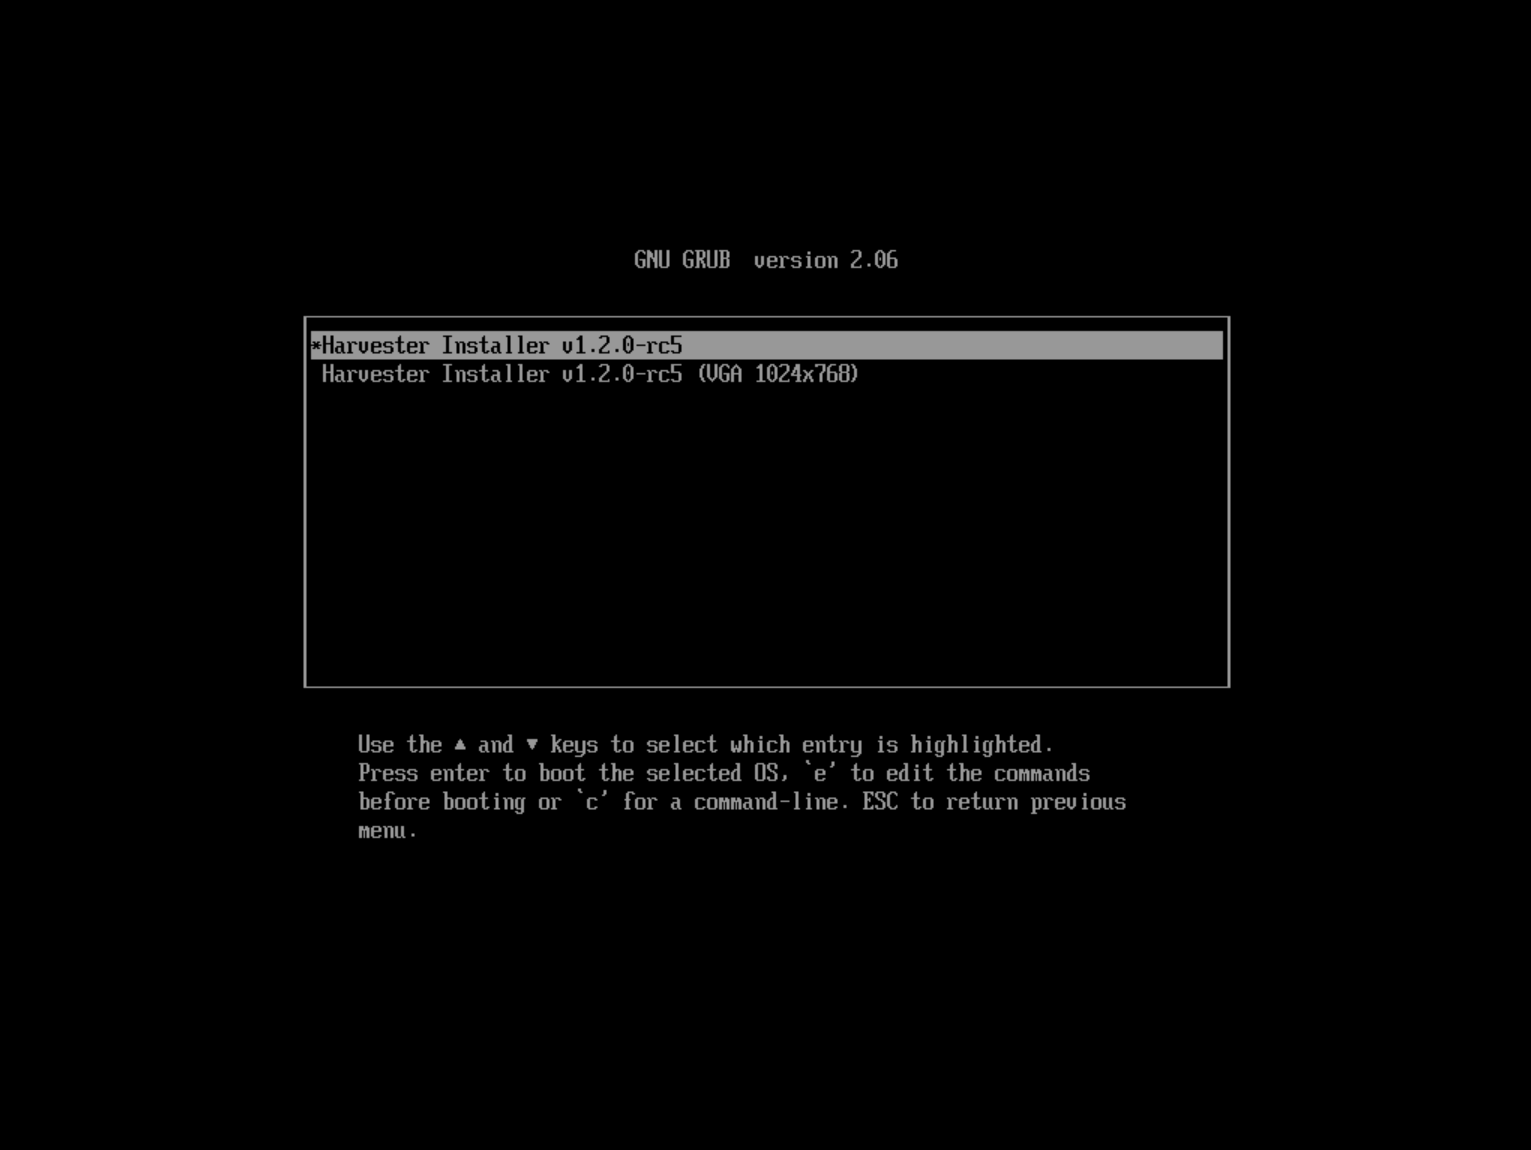 GNU GRUB  version 2.06
*Harvester Installer v1.2.0-rc5
 Harvester Installer v1.2.0-rc5 (VGA 1024x768)
Use the ▲ and ▼ keys to select which entry is highlighted.
Press enter to boot the selected OS, `e' to edit the commands
before booting or `c' for a command-line. ESC to return previous
menu.